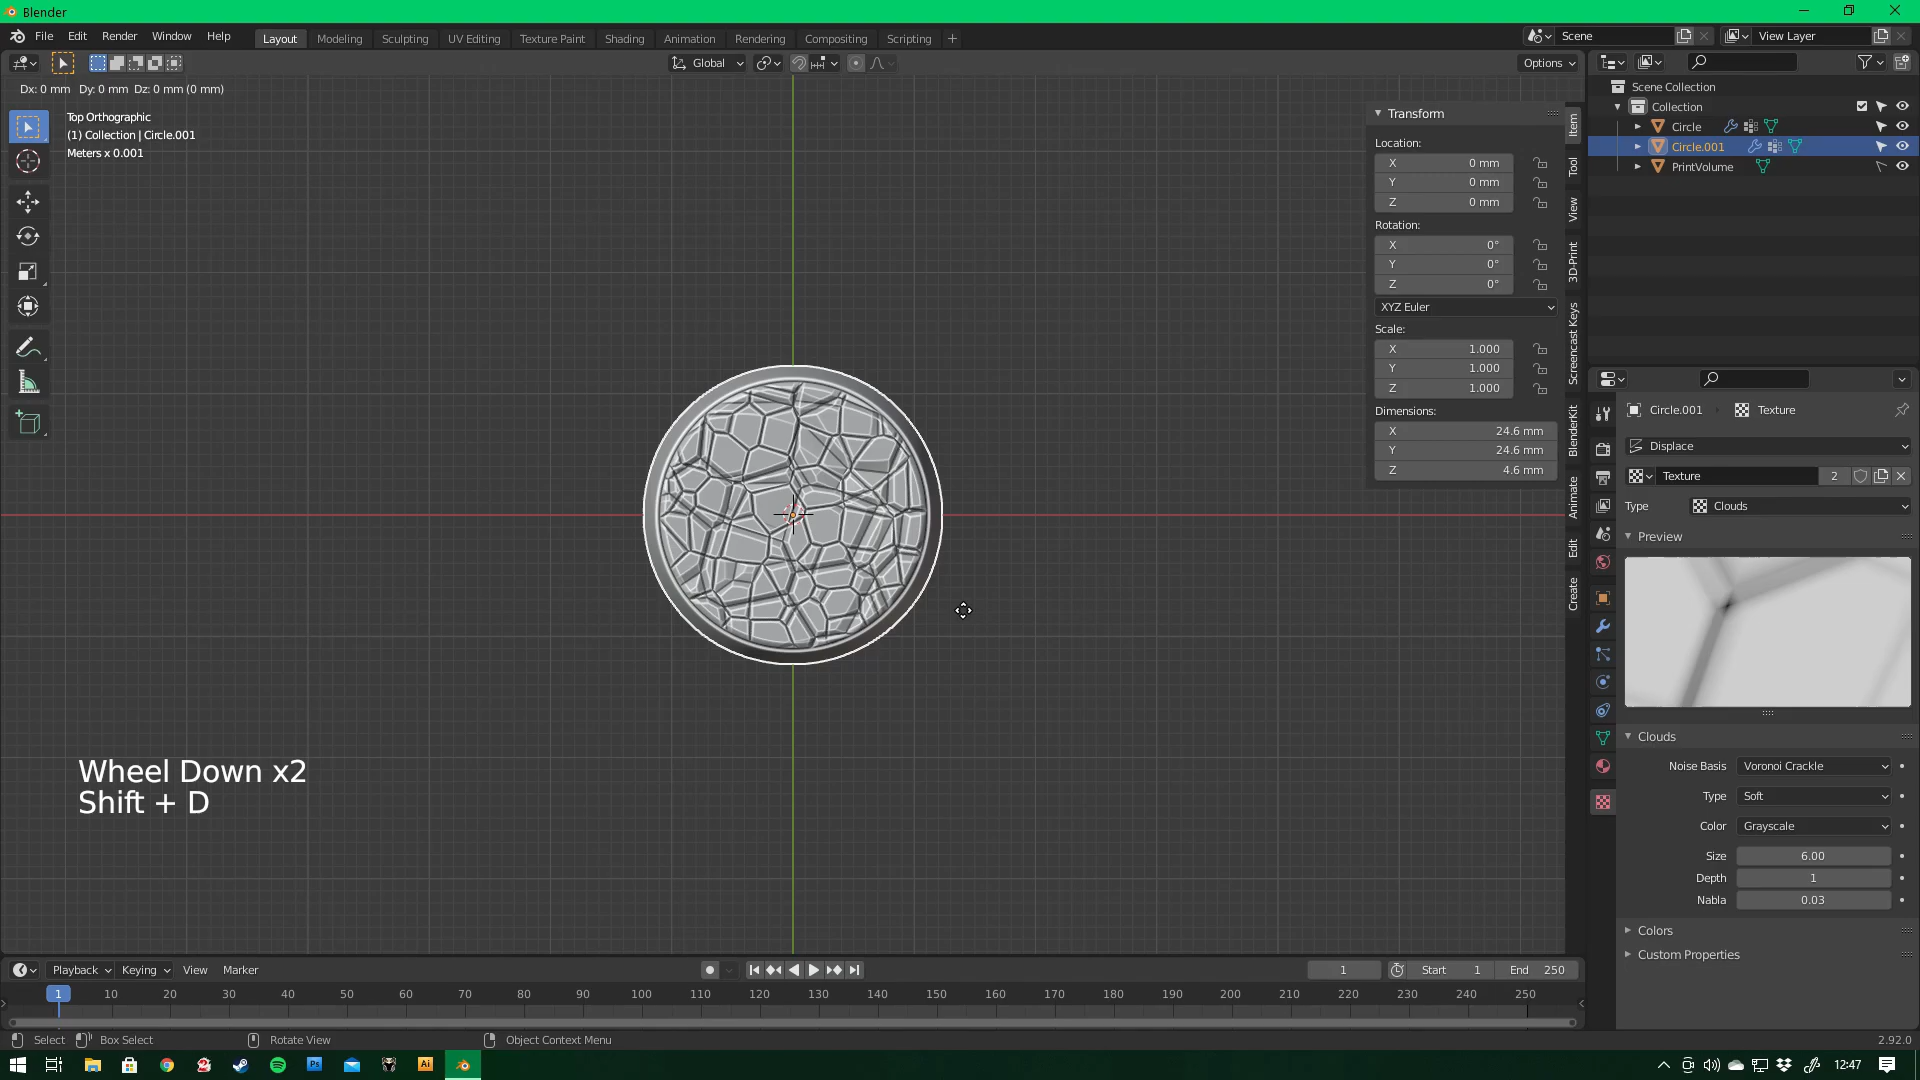 Blender
File Edit Render Window Help
Layout Modeling Sculpting UV Editing Texture Paint Shading Animation Rendering Compositing Scripting +
Scene
View Layer
Global
Options
Dx: 0 mm Dy: 0 mm Dz: 0 mm (0 mm)
Top Orthographic
(1) Collection | Circle.001
Meters x 0.001
Transform
Location:
X 0 mm
Y 0 mm
Z 0 mm
Rotation:
X 0°
Y 0°
Z 0°
XYZ Euler
Scale:
X 1.000
Y 1.000
Z 1.000
Dimensions:
X 24.6 mm
Y 24.6 mm
Z 4.6 mm
Item
Tool
View
3D-Print
Screencast Keys
BlenderKit
Animate
Edit
Create
Scene Collection
Collection
Circle
Circle.001
PrintVolume
Circle.001 Texture
Displace
Texture 2
Type Clouds
Preview
Clouds
Noise Basis Voronoi Crackle
Type Soft
Color Grayscale
Size 6.00
Depth 1
Nabla 0.03
Colors
Custom Properties
Wheel Down x2
Shift + D
Playback Keying View Marker
1 Start 1 End 250
1 10 20 30 40 50 60 70 80 90 100 110 120 130 140 150 160 170 180 190 200 210 220 230 240 250
Select Box Select Rotate View Object Context Menu 2.92.0
Ps Ai
12:47